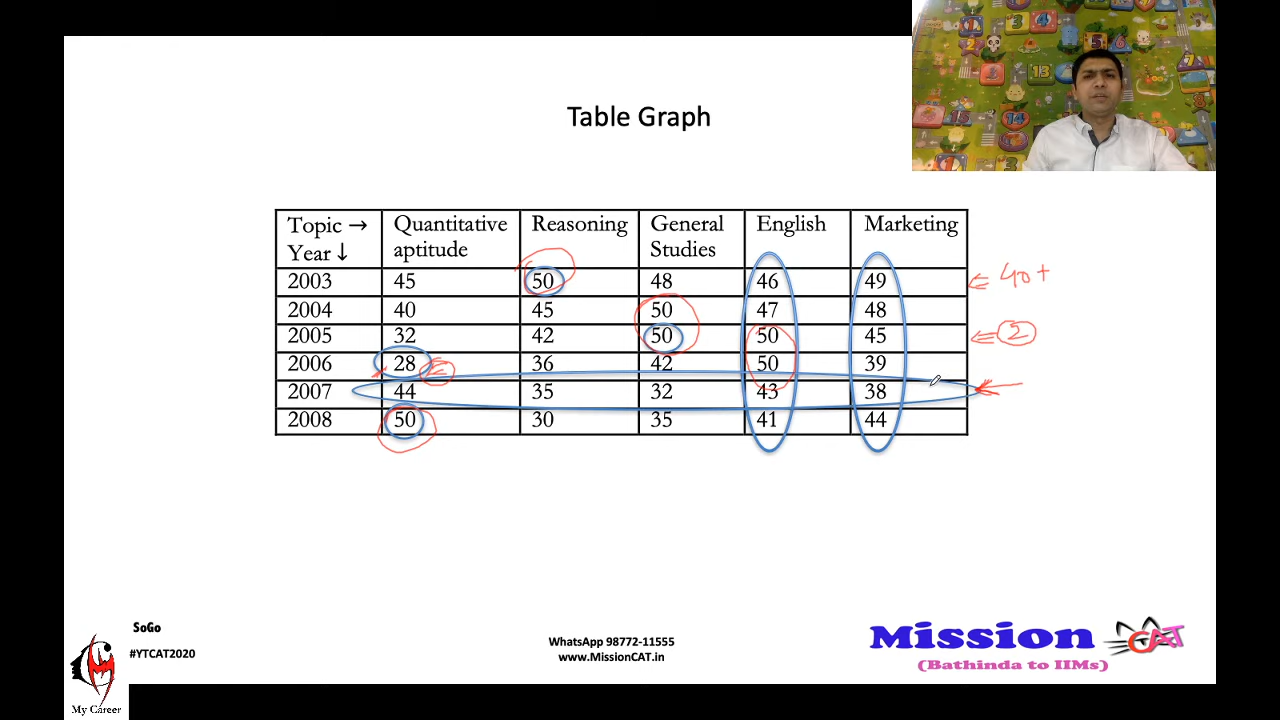 Table Graph
Topic → Quantitative aptitude Reasoning General Studies English Marketing
Year ↓
2003 45 50 48 46 49 ⇐ 40+
2004 40 45 50 47 48
2005 32 42 50 50 45 ⇐ 2
2006 28 36 42 50 39
2007 44 35 32 43 38
2008 50 30 35 41 44
SoGo
#YTCAT2020
My Career
WhatsApp 98772-11555
www.MissionCAT.in
Mission CAT
(Bathinda to IIMs)